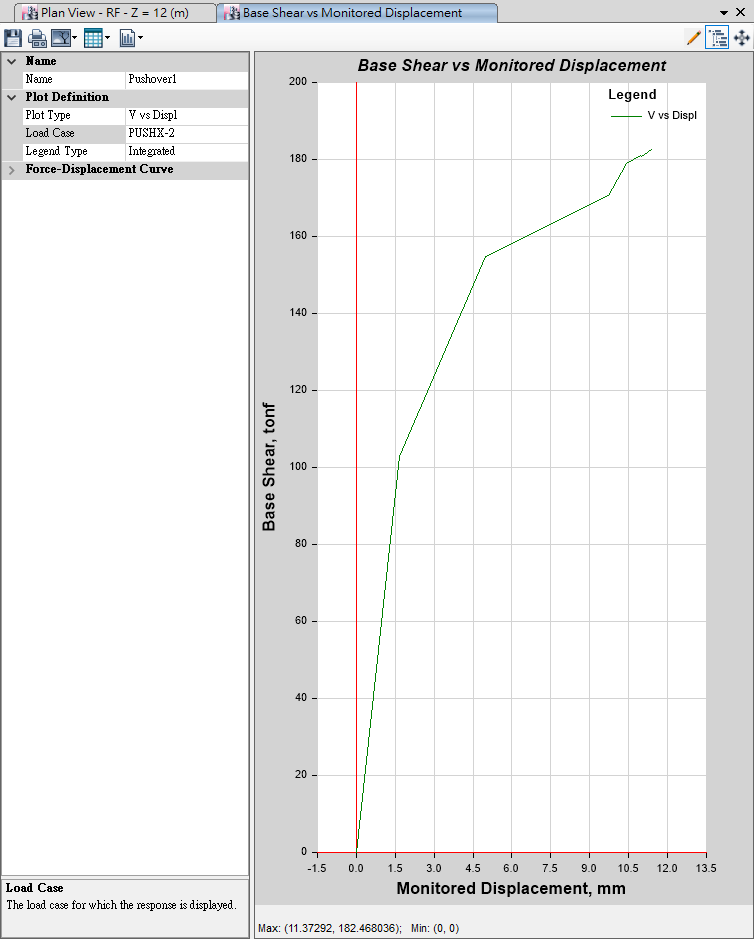 Plan View - RF - Z = 12 (m)
Base Shear vs Monitored Displacement
Name
Name Pushover1
Plot Definition
Plot Type V vs Displ
Load Case PUSHX-2
Legend Type Integrated
Force-Displacement Curve
Load Case
The load case for which the response is displayed.
Base Shear vs Monitored Displacement
Legend
V vs Displ
200
180
160
140
120
100
80
60
40
20
0
Base Shear, tonf
-1.5 0.0 1.5 3.0 4.5 6.0 7.5 9.0 10.5 12.0 13.5
Monitored Displacement, mm
Max: (11.37292, 182.468036); Min: (0, 0)